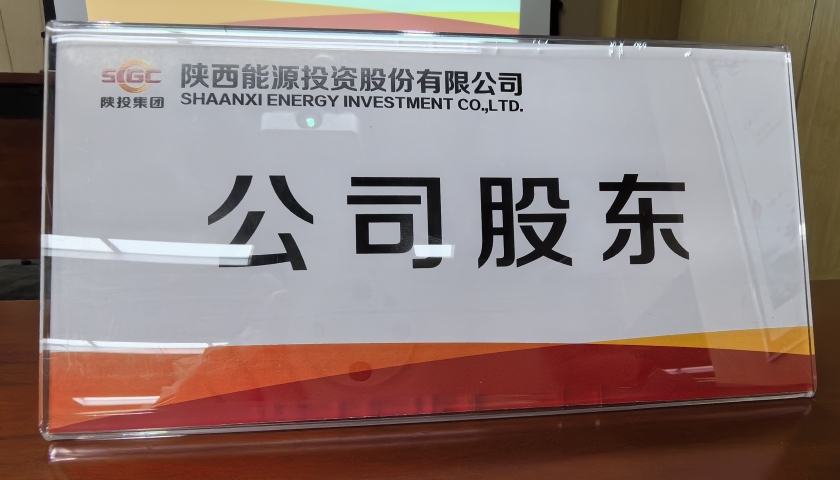 SCGC
陕投集团
陕西能源投资股份有限公司
SHAANXI ENERGY INVESTMENT CO.,LTD.
公司股东